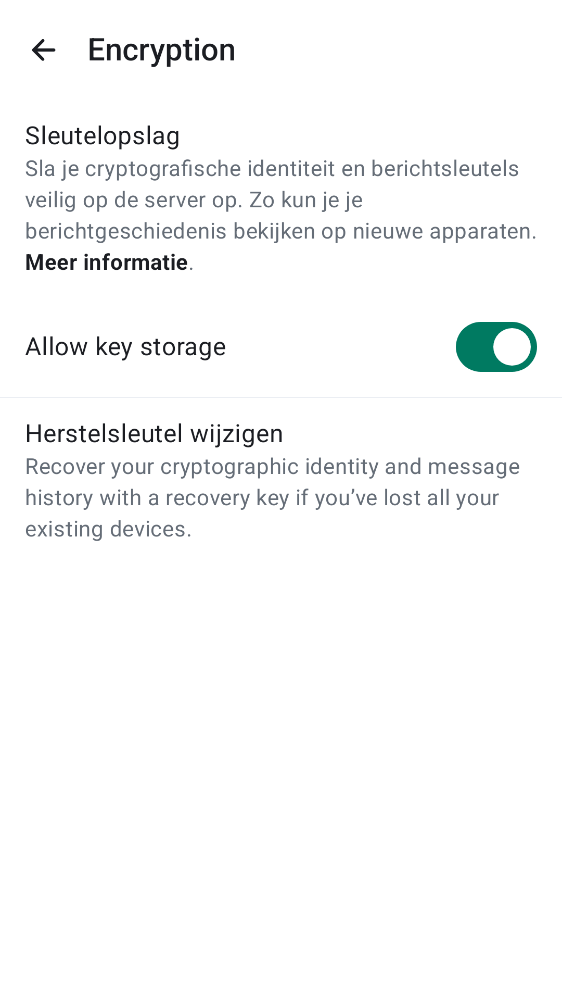 Encryption
Sleutelopslag
Sla je cryptografische identiteit en berichtsleutels
veilig op de server op. Zo kun je je
berichtgeschiedenis bekijken op nieuwe apparaten.
Meer informatie.
Allow key storage
Herstelsleutel wijzigen
Recover your cryptographic identity and message
history with a recovery key if you’ve lost all your
existing devices.